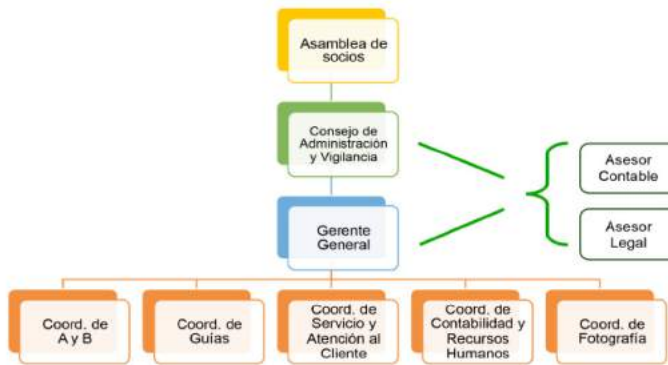 Asamblea de
socios
Consejo de
Administración
y Vigilancia
Asesor
Contable
Gerente
General
Asesor
Legal
Coord. de
A y B
Coord. de
Guías
Coord. de
Servicio y
Atención al
Cliente
Coord. de
Contabilidad y
Recursos
Humanos
Coord. de
Fotografía